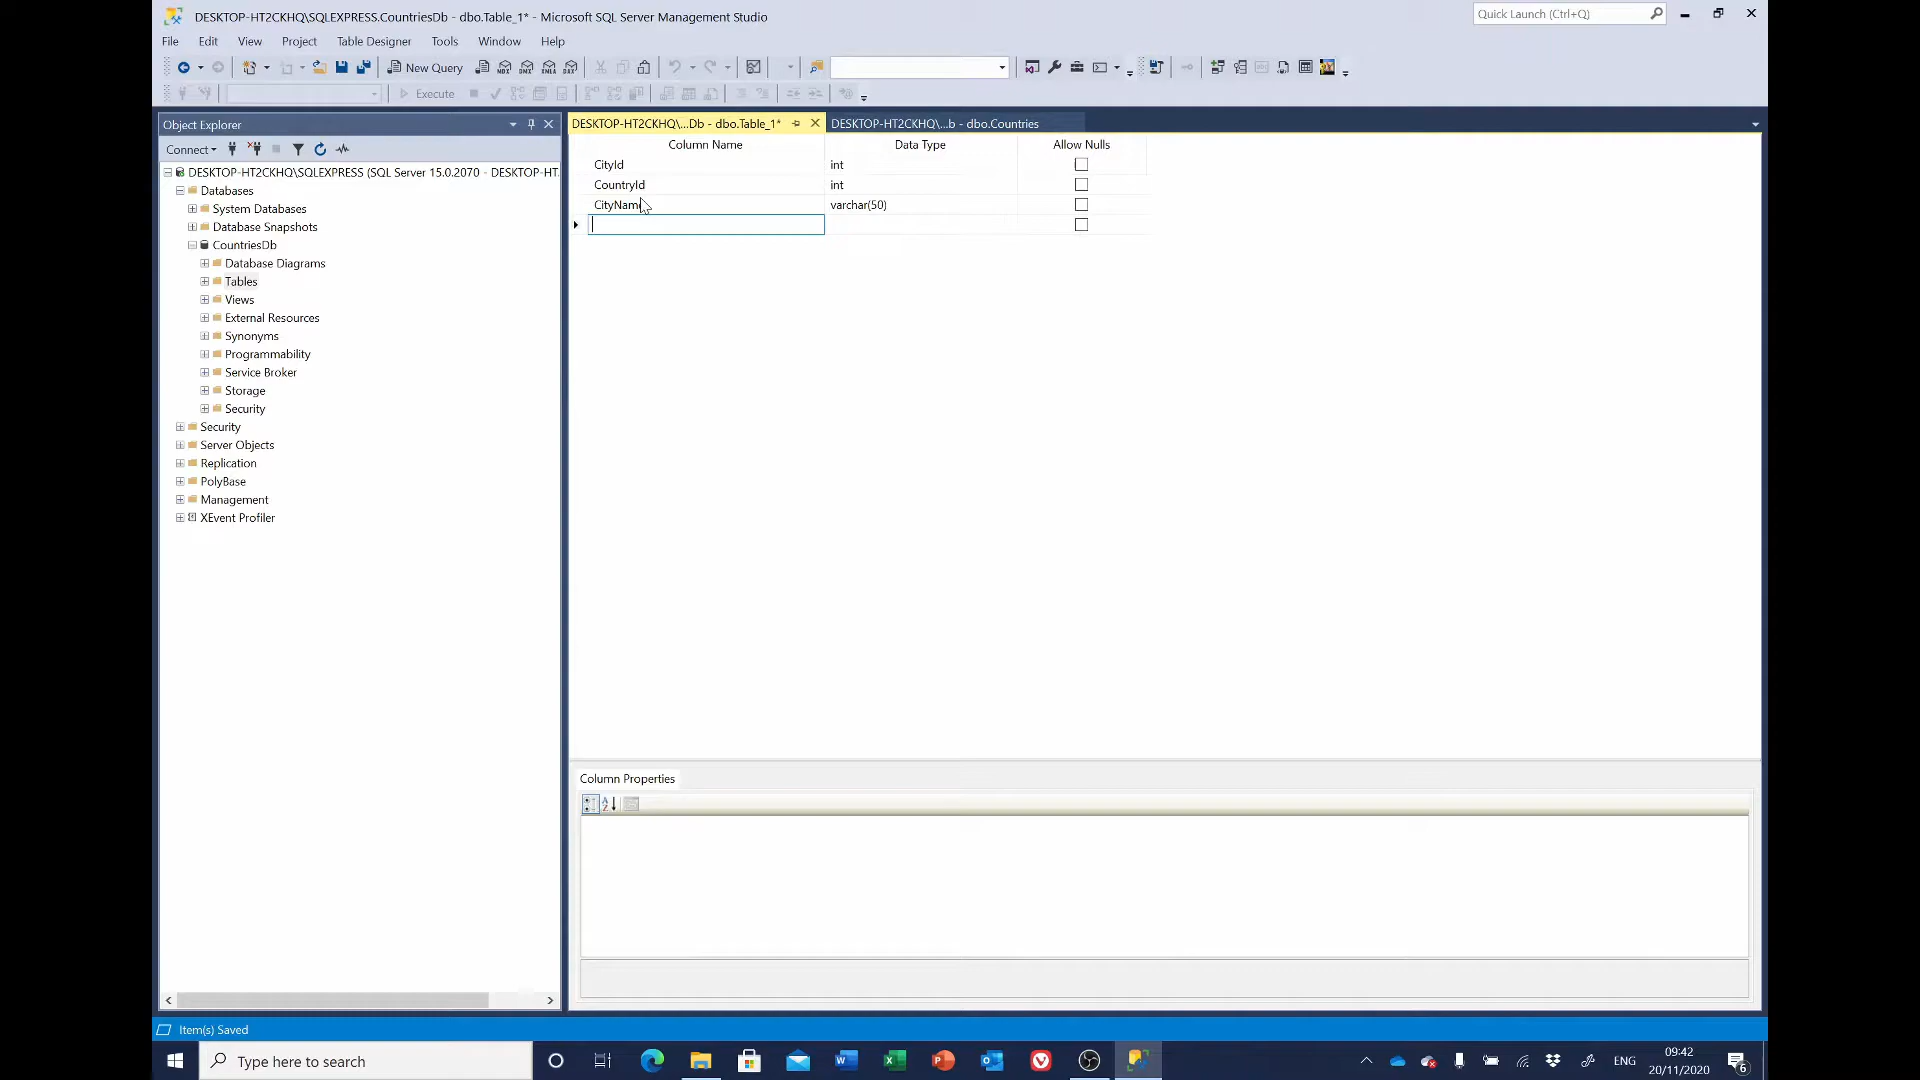 DESKTOP-HT2CKHQ\SQLEXPRESS.CountriesDb - dbo.Table_1* - Microsoft SQL Server Management Studio
Quick Launch (Ctrl+Q)
File Edit View Project Table Designer Tools Window Help
New Query
Execute
Object Explorer
DESKTOP-HT2CKHQ\...Db - dbo.Table_1*
DESKTOP-HT2CKHQ\...b - dbo.Countries
Connect
Column Name Data Type Allow Nulls
CityId int
CountryId int
CityName varchar(50)
DESKTOP-HT2CKHQ\SQLEXPRESS (SQL Server 15.0.2070 - DESKTOP-HT
Databases
System Databases
Database Snapshots
CountriesDb
Database Diagrams
Tables
Views
External Resources
Synonyms
Programmability
Service Broker
Storage
Security
Security
Server Objects
Replication
PolyBase
Management
XEvent Profiler
Column Properties
Item(s) Saved
Type here to search
ENG
09:42
20/11/2020
6